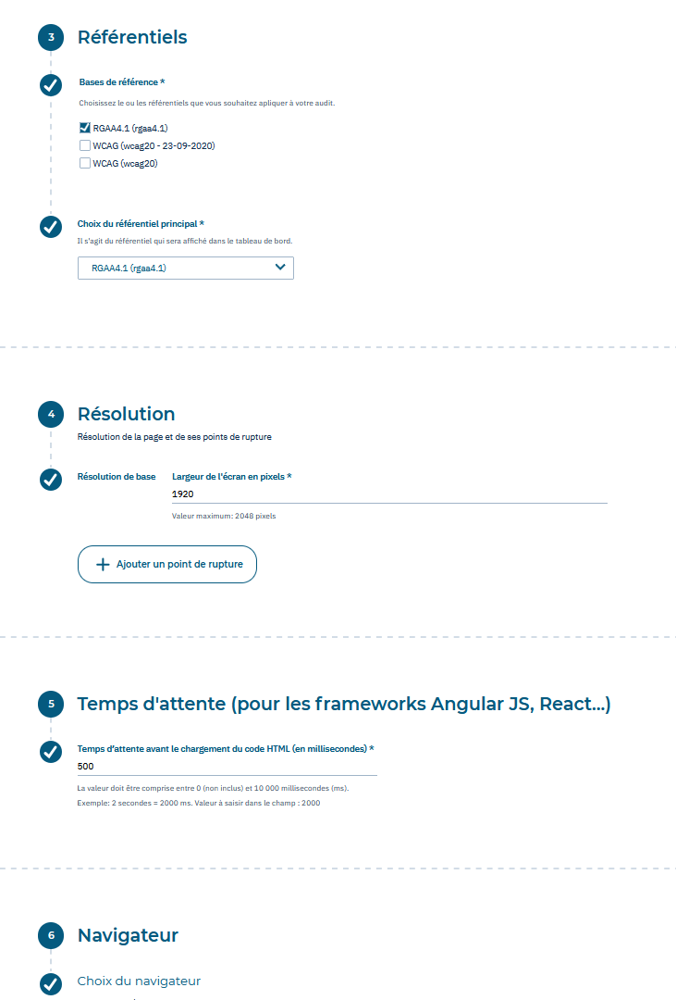 3 Référentiels
Bases de référence *
Choisissez le ou les référentiels que vous souhaitez apliquer à votre audit.
RGAA4.1 (rgaa4.1)
WCAG (wcag20 - 23-09-2020)
WCAG (wcag20)
Choix du référentiel principal *
Il s'agit du référentiel qui sera affiché dans le tableau de bord.
RGAA4.1 (rgaa4.1)
4 Résolution
Résolution de la page et de ses points de rupture
Résolution de base Largeur de l'écran en pixels *
1920
Valeur maximum: 2048 pixels
Ajouter un point de rupture
5 Temps d'attente (pour les frameworks Angular JS, React...)
Temps d'attente avant le chargement du code HTML (en millisecondes) *
500
La valeur doit être comprise entre 0 (non inclus) et 10 000 millisecondes (ms).
Exemple: 2 secondes = 2000 ms. Valeur à saisir dans le champ : 2000
6 Navigateur
Choix du navigateur